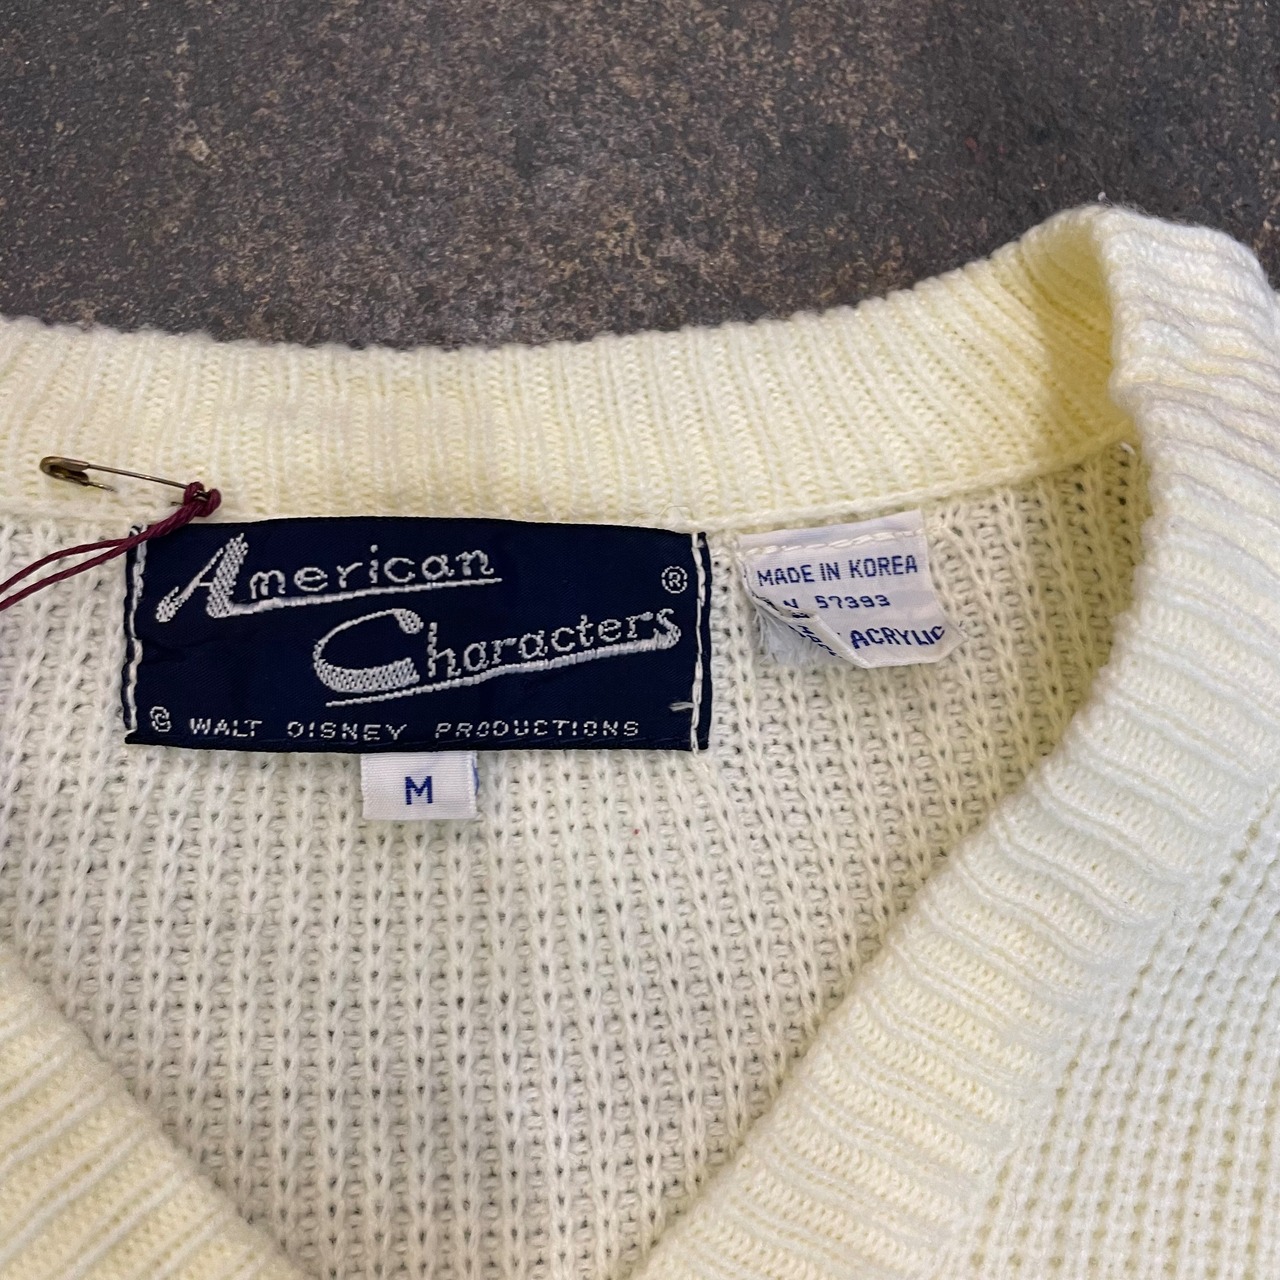 American
Characters ®
© WALT DISNEY PRODUCTIONS
M
MADE IN KOREA
57393
ACRYLIC